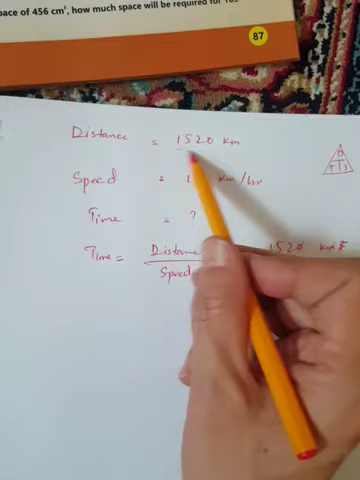 pace of 456 cm³, how much space will be required for
87
Distance = 1520 km
D
T
Speed = km/hr
Time = ?
Time = Distance 1520 km
Speed